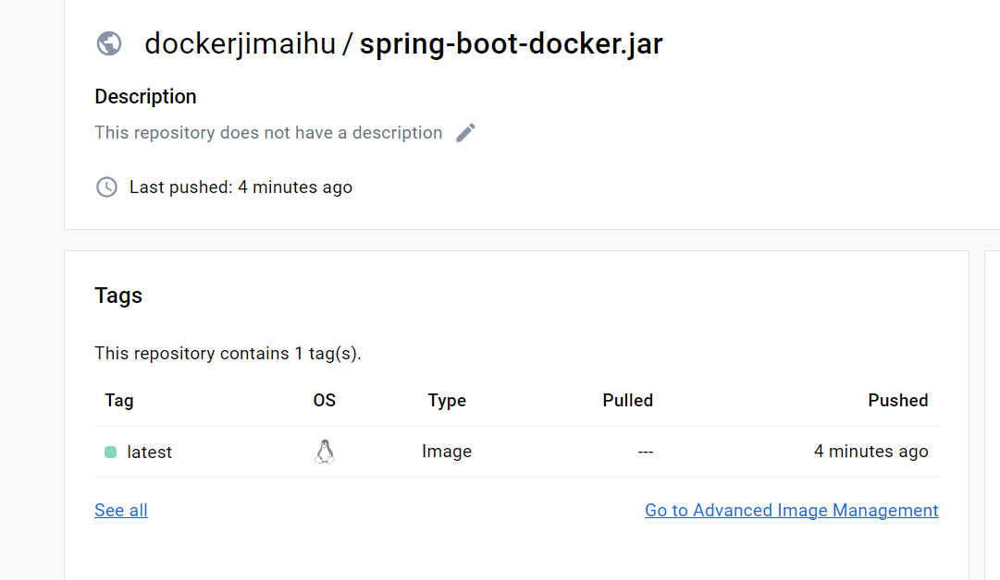 dockerjimaihu / spring-boot-docker.jar
Description
This repository does not have a description
Last pushed: 4 minutes ago
Tags
This repository contains 1 tag(s).
Tag OS Type Pulled Pushed
latest Image --- 4 minutes ago
See all Go to Advanced Image Management